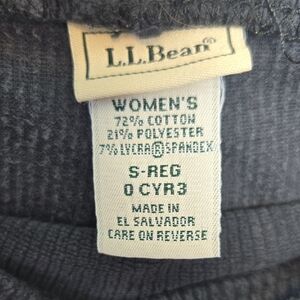 L.L.Bean®
WOMEN'S
72% COTTON
21% POLYESTER
7% LYCRA® SPANDEX
S-REG
0 CYR3
MADE IN
EL SALVADOR
CARE ON REVERSE